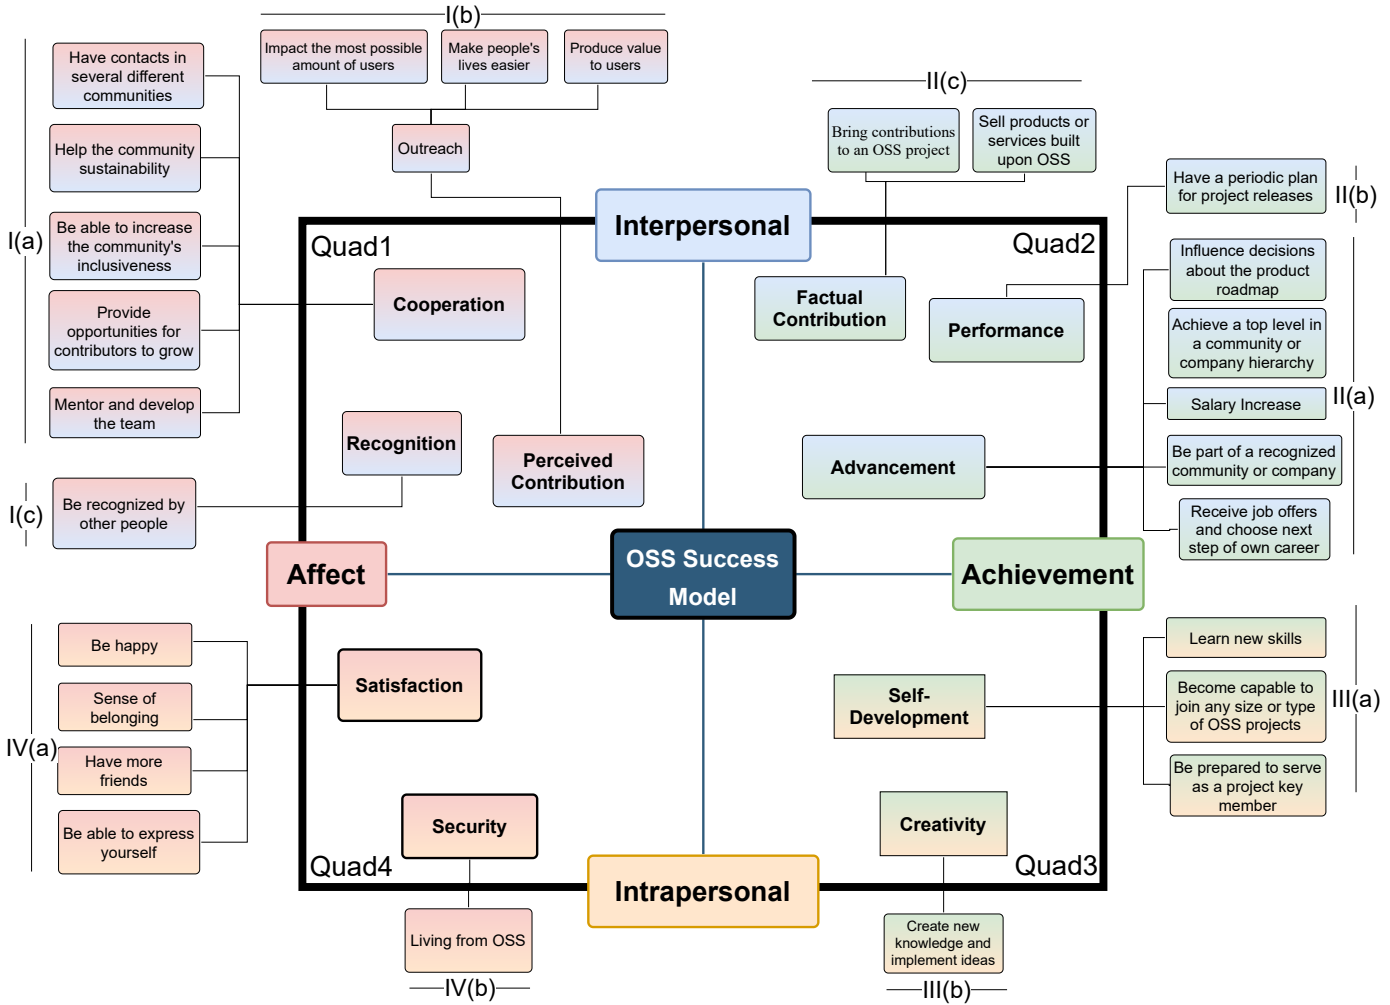 I(b)
Impact the most possible
amount of users
Make people's
lives easier
Produce value
to users
Outreach
I(a)
Have contacts in
several different
communities
Help the community
sustainability
Be able to increase
the community's
inclusiveness
Provide
opportunities for
contributors to grow
Mentor and develop
the team
I(c)
Be recognized by
other people
II(c)
Bring contributions
to an OSS project
Sell products or
services built
upon OSS
Have a periodic plan
for project releases
II(b)
Influence decisions
about the product
roadmap
Achieve a top level in
a community or
company hierarchy
Salary Increase
Be part of a recognized
community or company
Receive job offers
and choose next
step of own career
II(a)
Interpersonal
Quad1
Quad2
Cooperation
Recognition
Perceived
Contribution
Factual
Contribution
Performance
Advancement
Affect
OSS Success
Model
Achievement
IV(a)
Be happy
Sense of
belonging
Have more
friends
Be able to express
yourself
Satisfaction
Security
Self-
Development
Creativity
Quad4
Quad3
Intrapersonal
Learn new skills
Become capable to
join any size or type
of OSS projects
Be prepared to serve
as a project key
member
III(a)
Living from OSS
IV(b)
Create new
knowledge and
implement ideas
III(b)